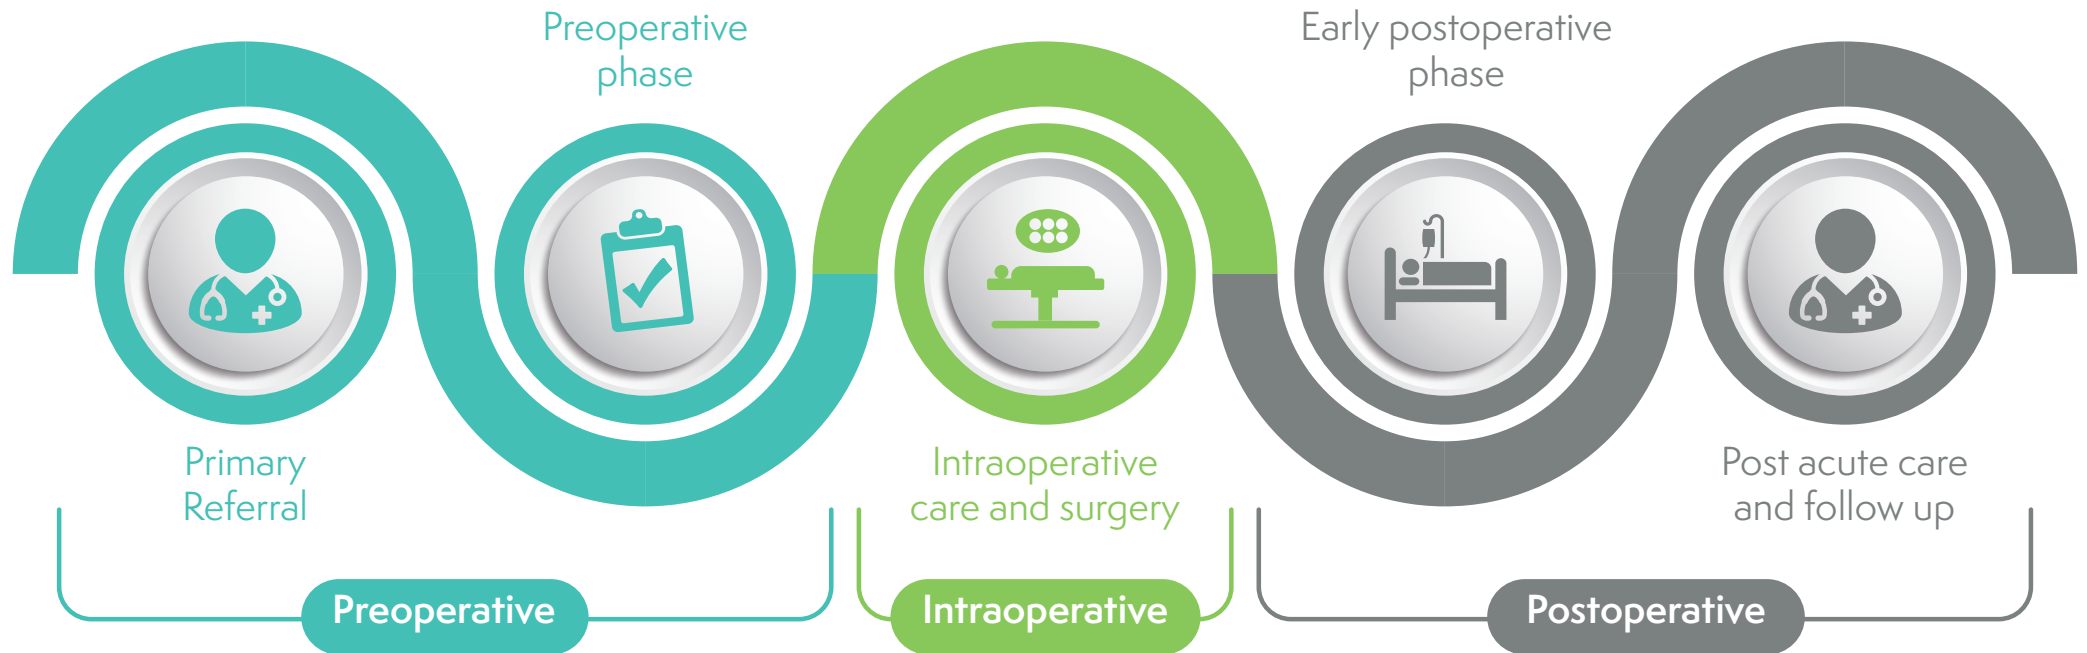 Preoperative
phase
Early postoperative
phase
Primary
Referral
Intraoperative
care and surgery
Post acute care
and follow up
Preoperative
Intraoperative
Postoperative